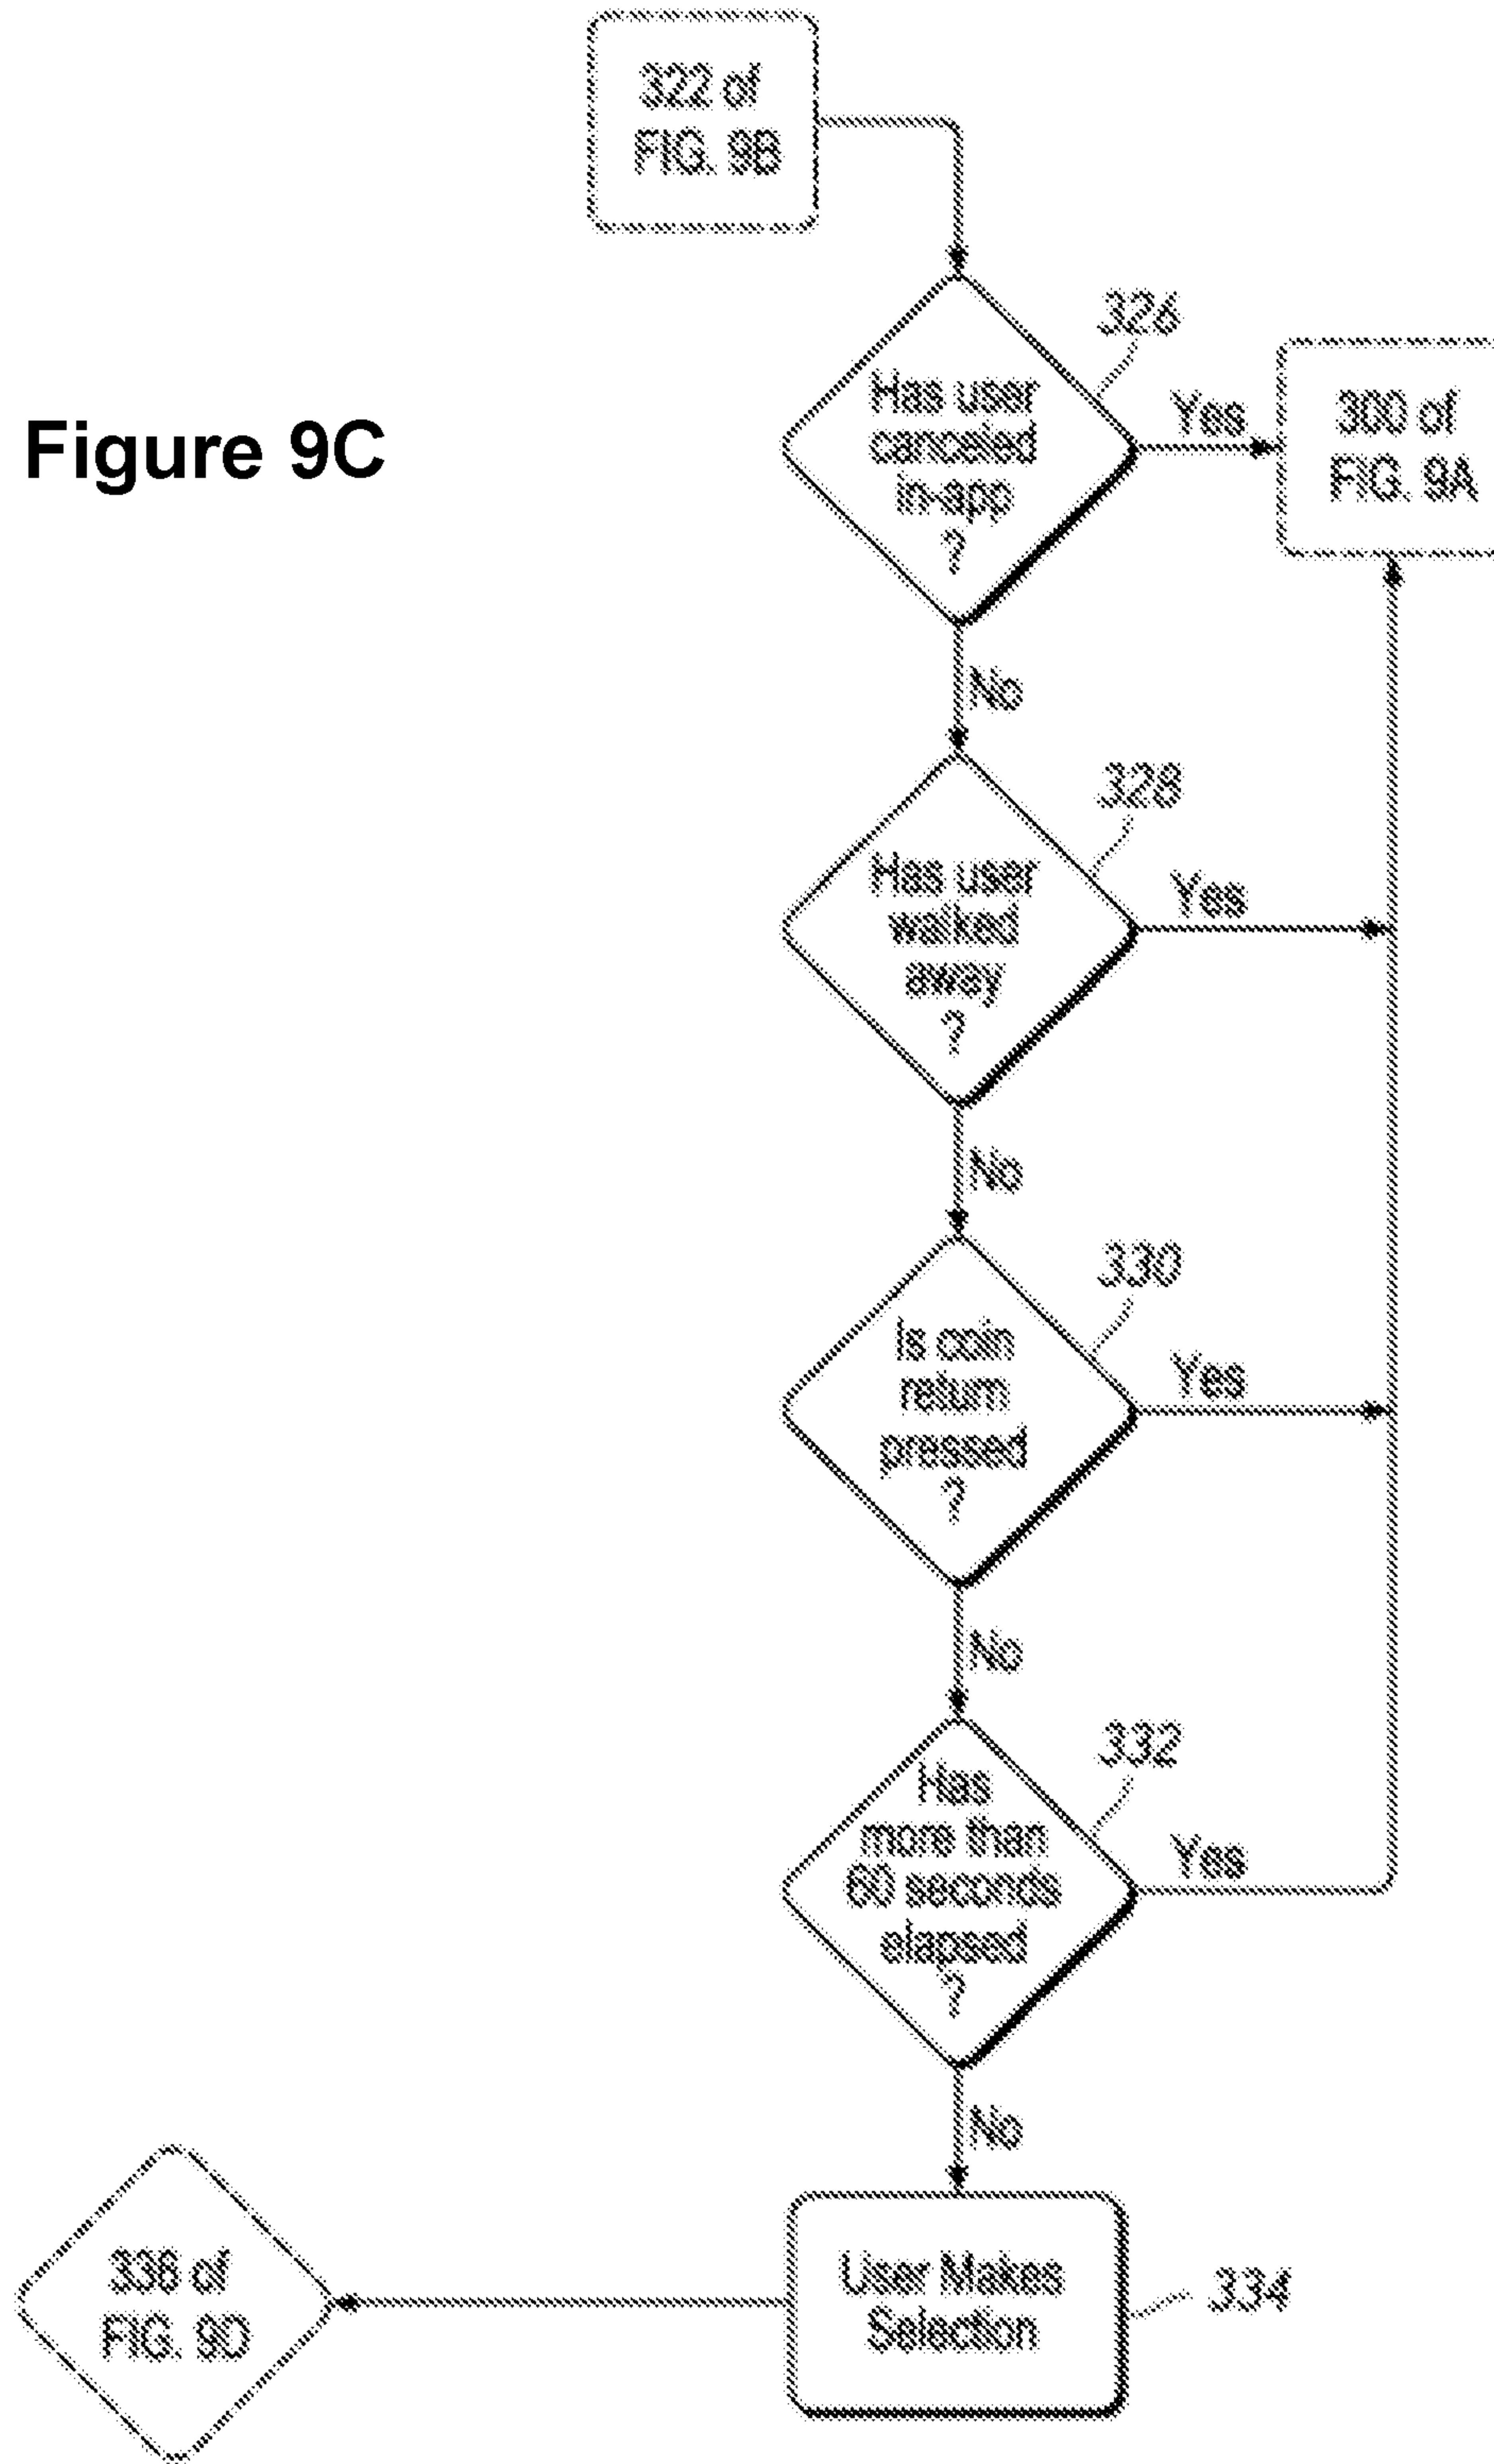 322 of
FIG. 9B
326
Has user
canceled
in-app
?
Yes
300 of
FIG. 9A
Figure 9C
No
328
Has user
walked
away
?
Yes
No
330
Is coin
return
pressed
?
Yes
No
332
Has
more than
60 seconds
elapsed
?
Yes
No
336 of
FIG. 9D
User Makes
Selection
334